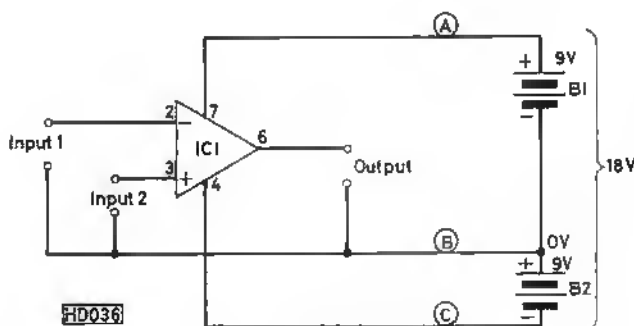 A
+ 9V
B1
-
2 - 7
Input 1
IC1 6
3 +
4
Input 2
Output
18V
B
0V
+ 9V
B2
-
C
HD036